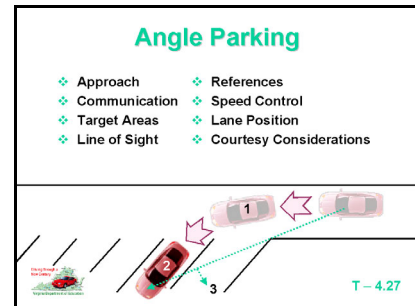 Angle Parking
Approach
Communication
Target Areas
Line of Sight
References
Speed Control
Lane Position
Courtesy Considerations
1
2
3
T – 4.27